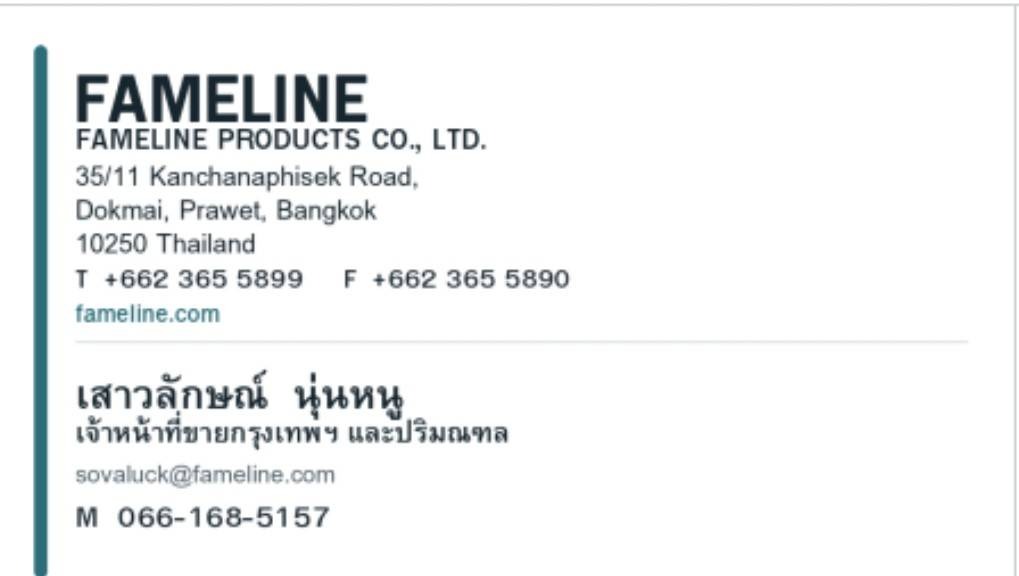 FAMELINE
FAMELINE PRODUCTS CO., LTD.
35/11 Kanchanaphisek Road,
Dokmai, Prawet, Bangkok
10250 Thailand
T +662 365 5899 F +662 365 5890
fameline.com
เสาวลักษณ์ นุ่นหนู
เจ้าหน้าที่ขายกรุงเทพฯ และปริมณฑล
sovaluck@fameline.com
M 066-168-5157